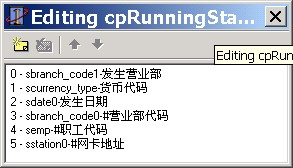 Editing cpRunningSta...
Editing cpRun
0 - sbranch_code1-发生营业部
1 - scurrency_type-货币代码
2 - sdate0-发生日期
3 - sbranch_code0-#营业部代码
4 - semp-#职工代码
5 - sstation0-#网卡地址